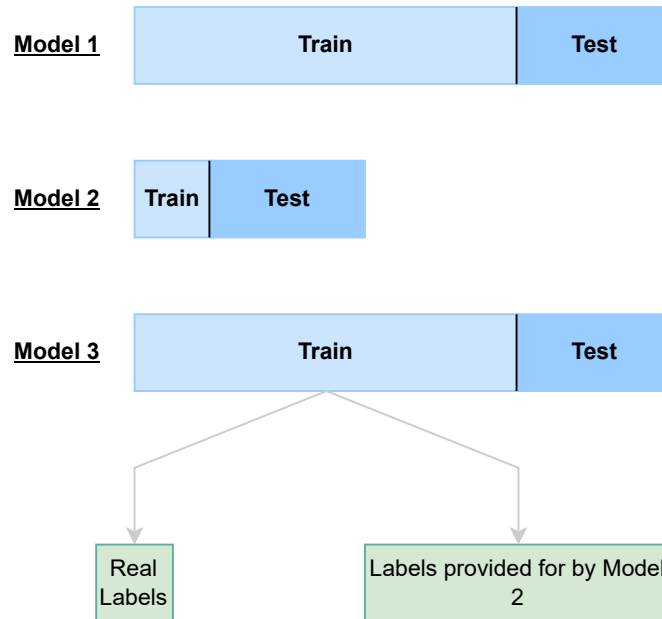 Model 1
Train
Test
Model 2
Train
Test
Model 3
Train
Test
Real
Labels
Labels provided for by Model
2